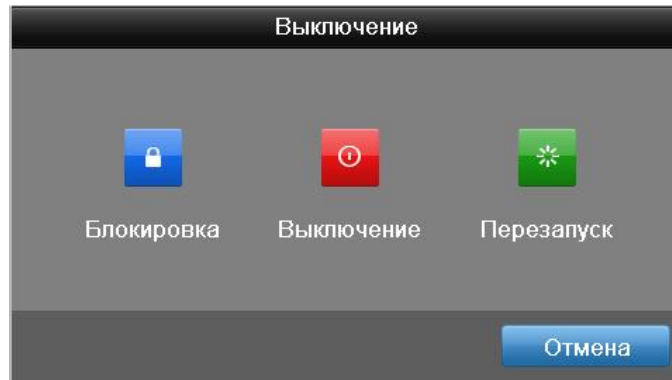 Выключение
Блокировка Выключение Перезапуск
Отмена